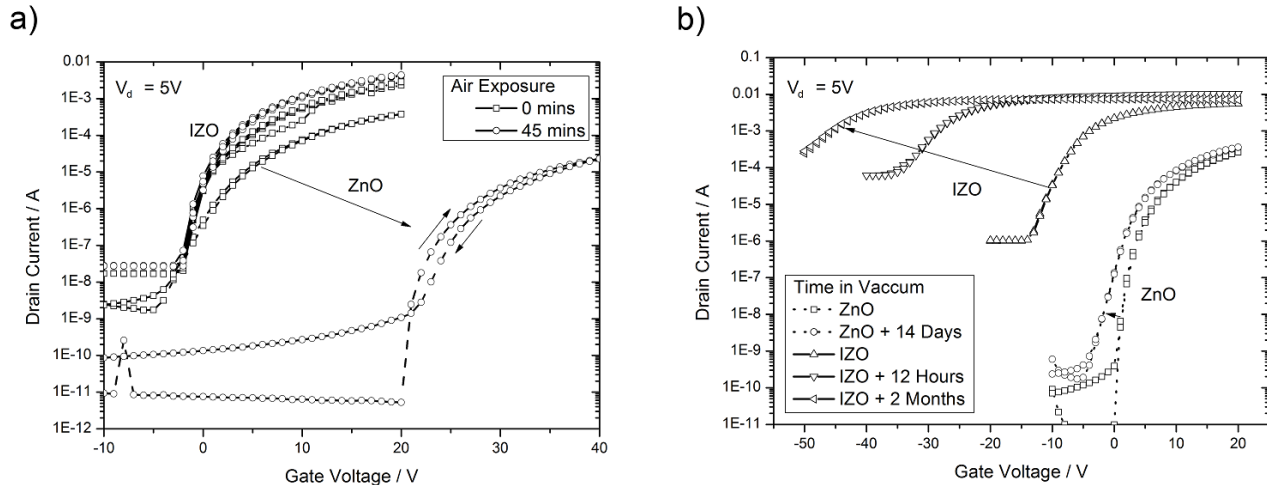 a)
V_d = 5V
Air Exposure
0 mins
45 mins
IZO
ZnO
Drain Current / A
0.01
1E-3
1E-4
1E-5
1E-6
1E-7
1E-8
1E-9
1E-10
1E-11
1E-12
-10 0 10 20 30 40
Gate Voltage / V
b)
V_d = 5V
IZO
ZnO
Time in Vaccum
ZnO
ZnO + 14 Days
IZO
IZO + 12 Hours
IZO + 2 Months
Drain Current / A
0.1
0.01
1E-3
1E-4
1E-5
1E-6
1E-7
1E-8
1E-9
1E-10
1E-11
-50 -40 -30 -20 -10 0 10 20
Gate Voltage / V